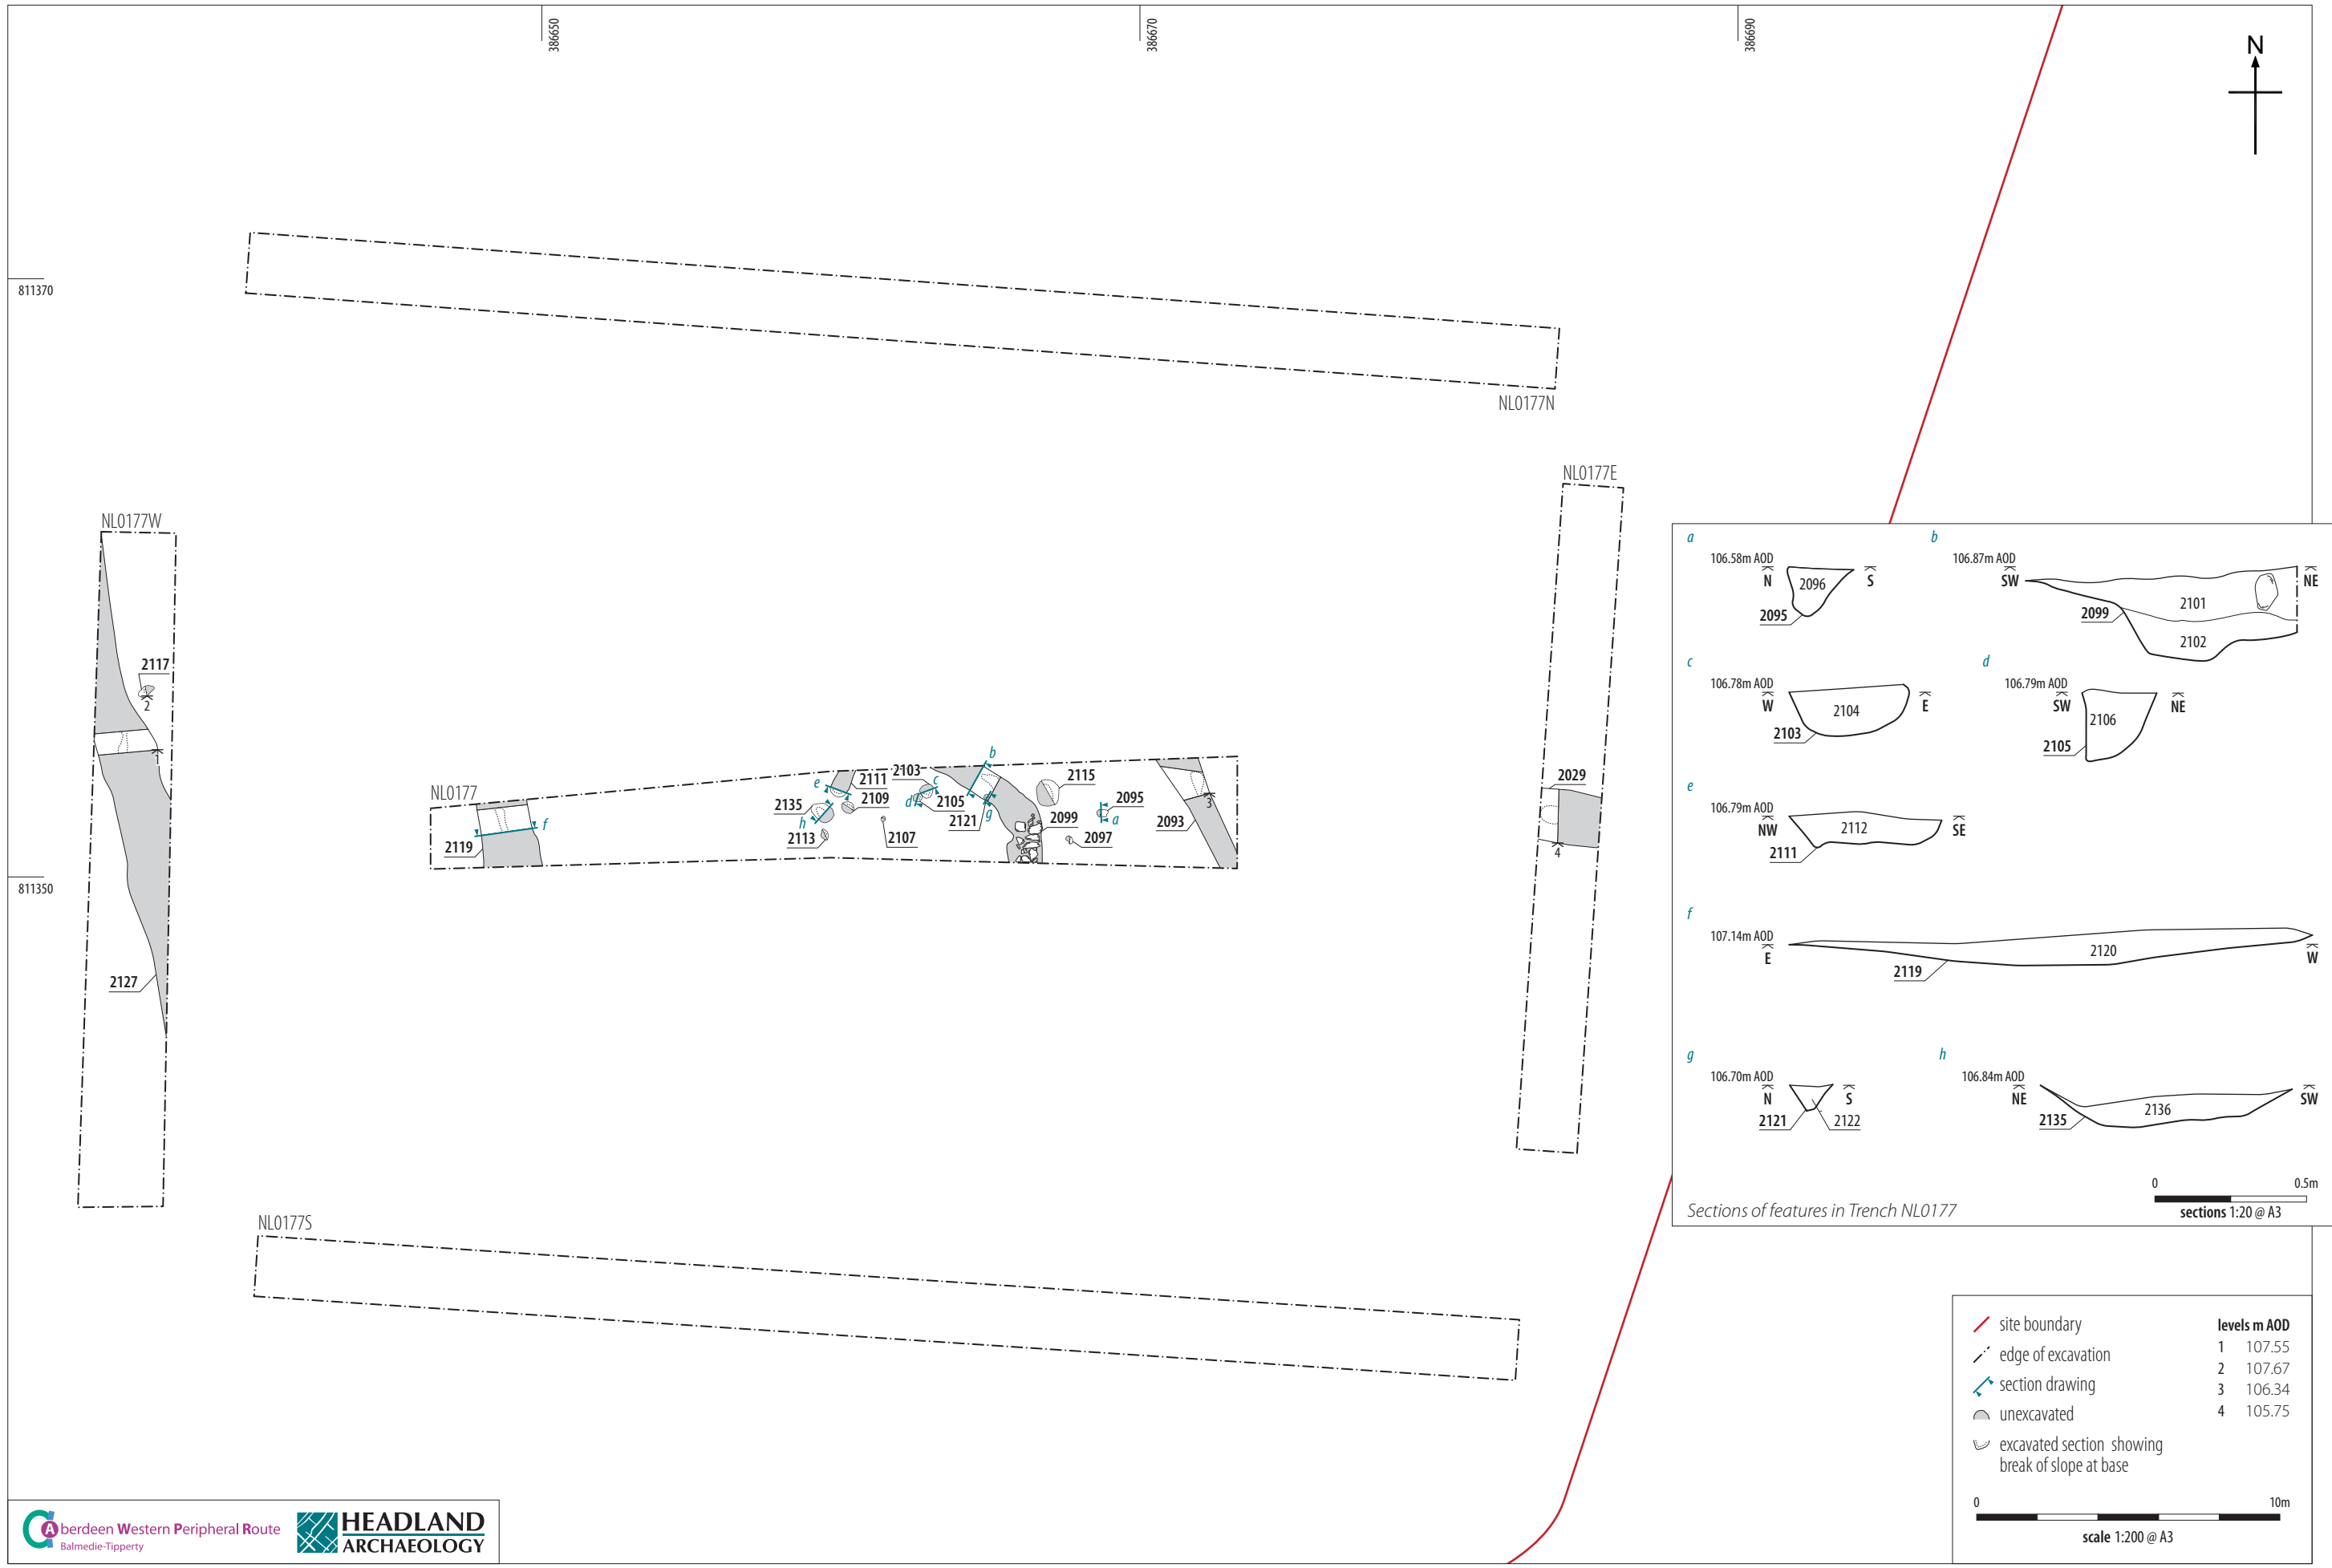 386650
386670
386690
N
811370
NL0177N
NL0177E
NL0177W
2117
2
1
2127
811350
NL0177
2119
f
e
2111
2103
c
b
2135
h
2109
d
2105
2121
g
2113
2107
2099
2115
2095
a
2097
2093
3
2029
4
NL0177S
a
106.58m AOD
N
S
2096
2095
b
106.87m AOD
SW
NE
2101
2099
2102
c
106.78m AOD
W
E
2104
2103
d
106.79m AOD
SW
NE
2106
2105
e
106.79m AOD
NW
SE
2112
2111
f
107.14m AOD
E
W
2120
2119
g
106.70m AOD
N
S
2121
2122
h
106.84m AOD
NE
SW
2136
2135
0 0.5m
sections 1:20 @ A3
Sections of features in Trench NL0177
site boundary
edge of excavation
section drawing
unexcavated
excavated section showing
break of slope at base
levels m AOD
1 107.55
2 107.67
3 106.34
4 105.75
0 10m
scale 1:200 @ A3
Aberdeen Western Peripheral Route
Balmedie-Tipperty
HEADLAND
ARCHAEOLOGY